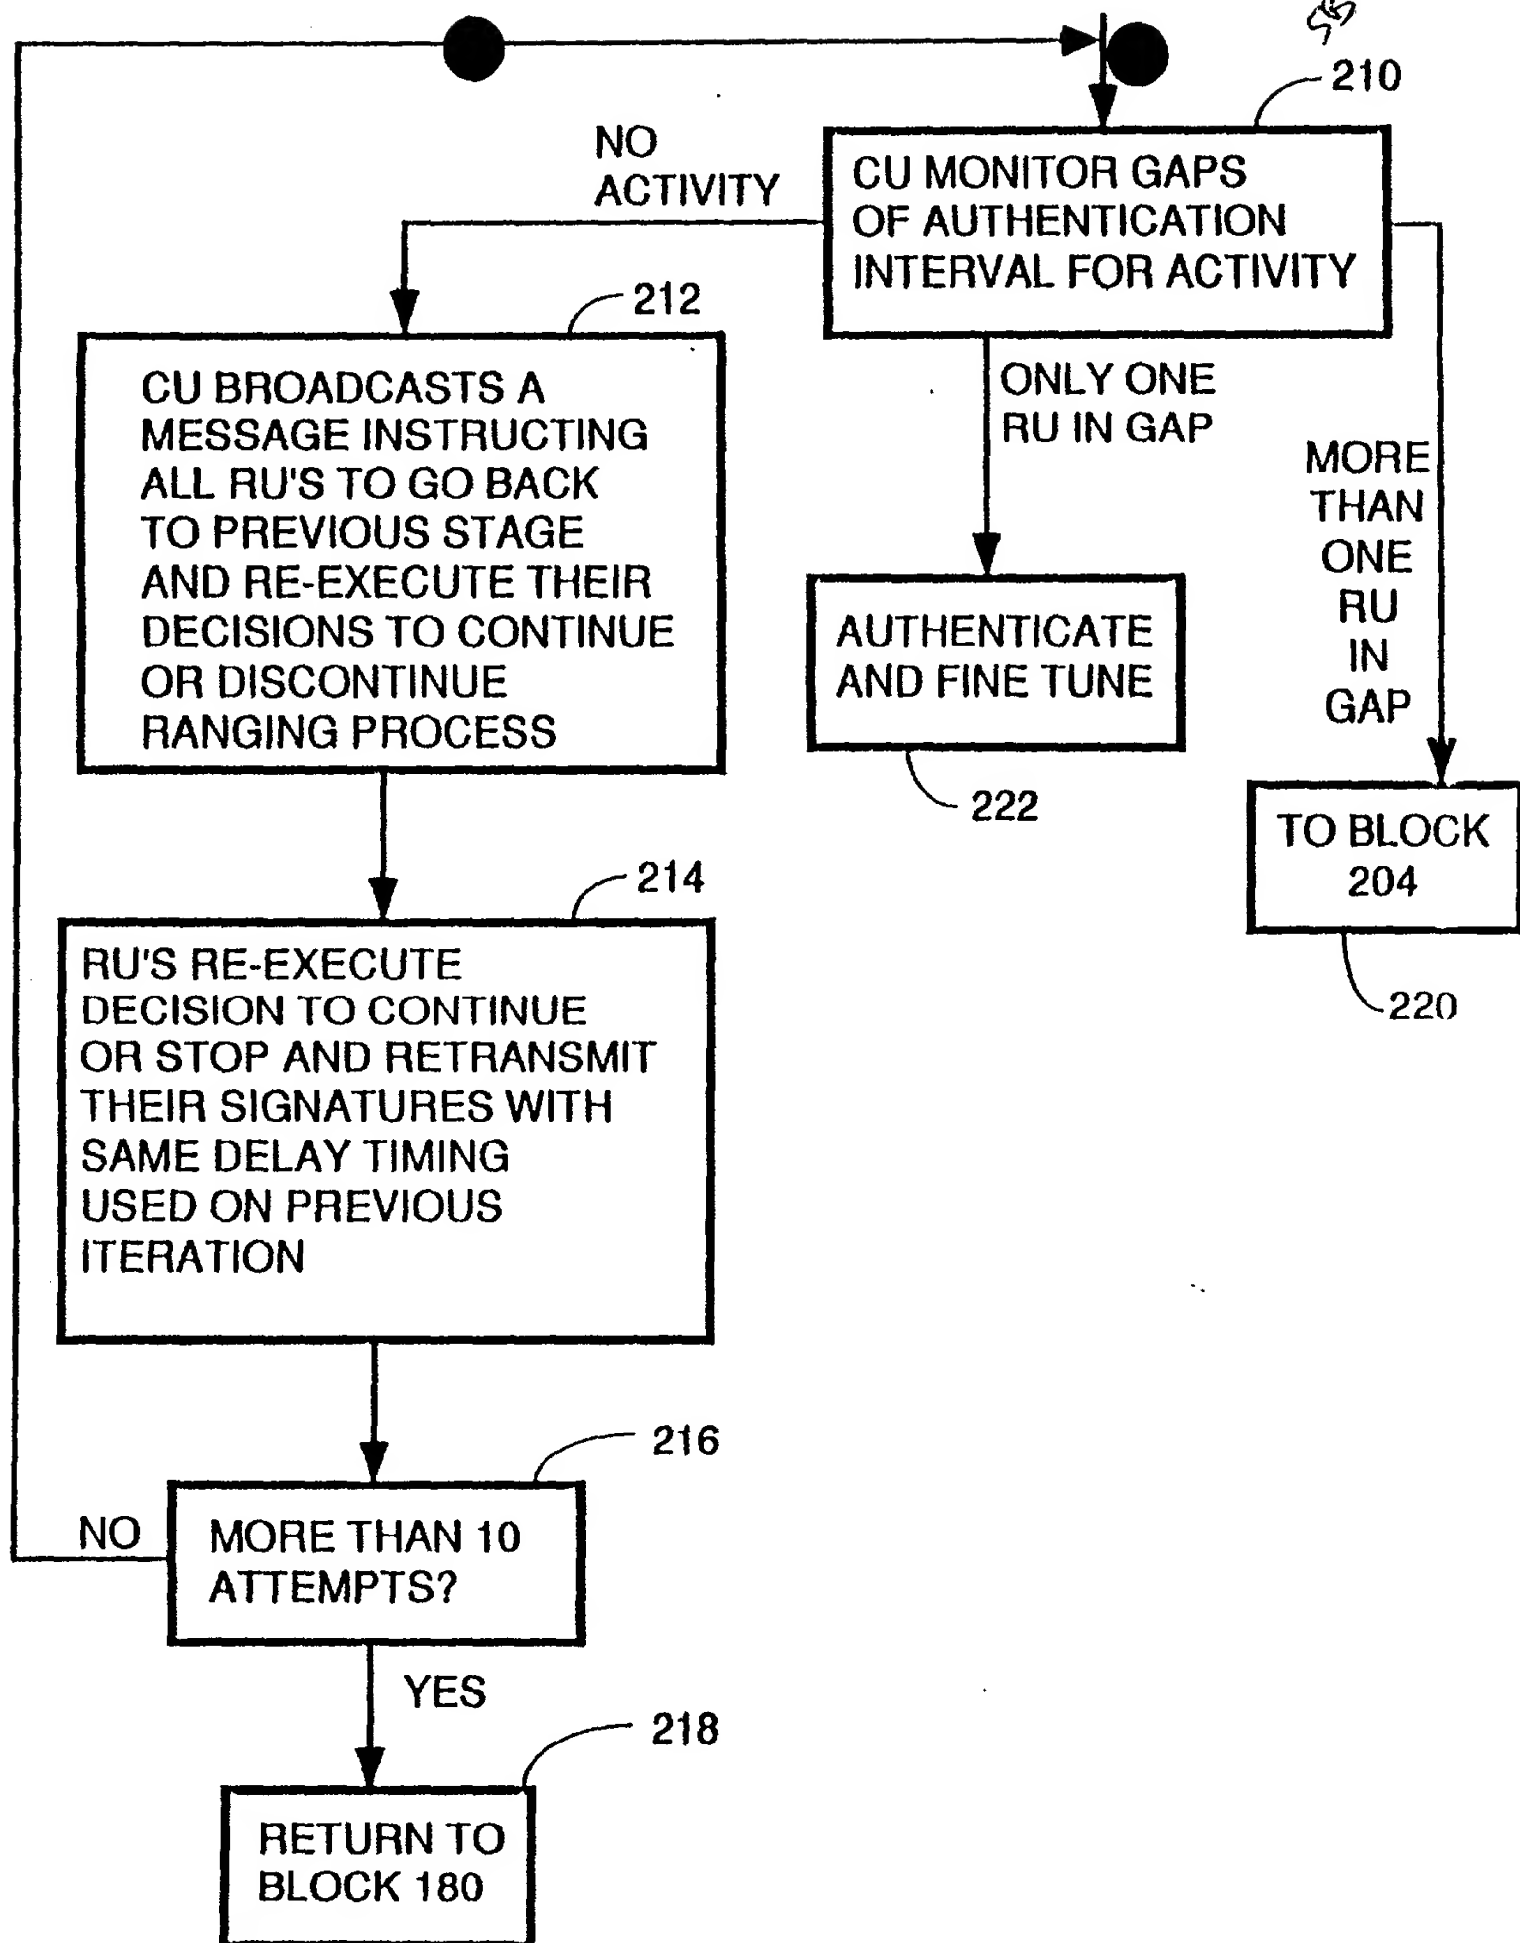 210
NO
ACTIVITY
CU MONITOR GAPS
OF AUTHENTICATION
INTERVAL FOR ACTIVITY
212
CU BROADCASTS A
MESSAGE INSTRUCTING
ALL RU'S TO GO BACK
TO PREVIOUS STAGE
AND RE-EXECUTE THEIR
DECISIONS TO CONTINUE
OR DISCONTINUE
RANGING PROCESS
ONLY ONE
RU IN GAP
MORE
THAN
ONE
RU
IN
GAP
AUTHENTICATE
AND FINE TUNE
222
TO BLOCK
204
220
214
RU'S RE-EXECUTE
DECISION TO CONTINUE
OR STOP AND RETRANSMIT
THEIR SIGNATURES WITH
SAME DELAY TIMING
USED ON PREVIOUS
ITERATION
216
NO
MORE THAN 10
ATTEMPTS?
YES
218
RETURN TO
BLOCK 180